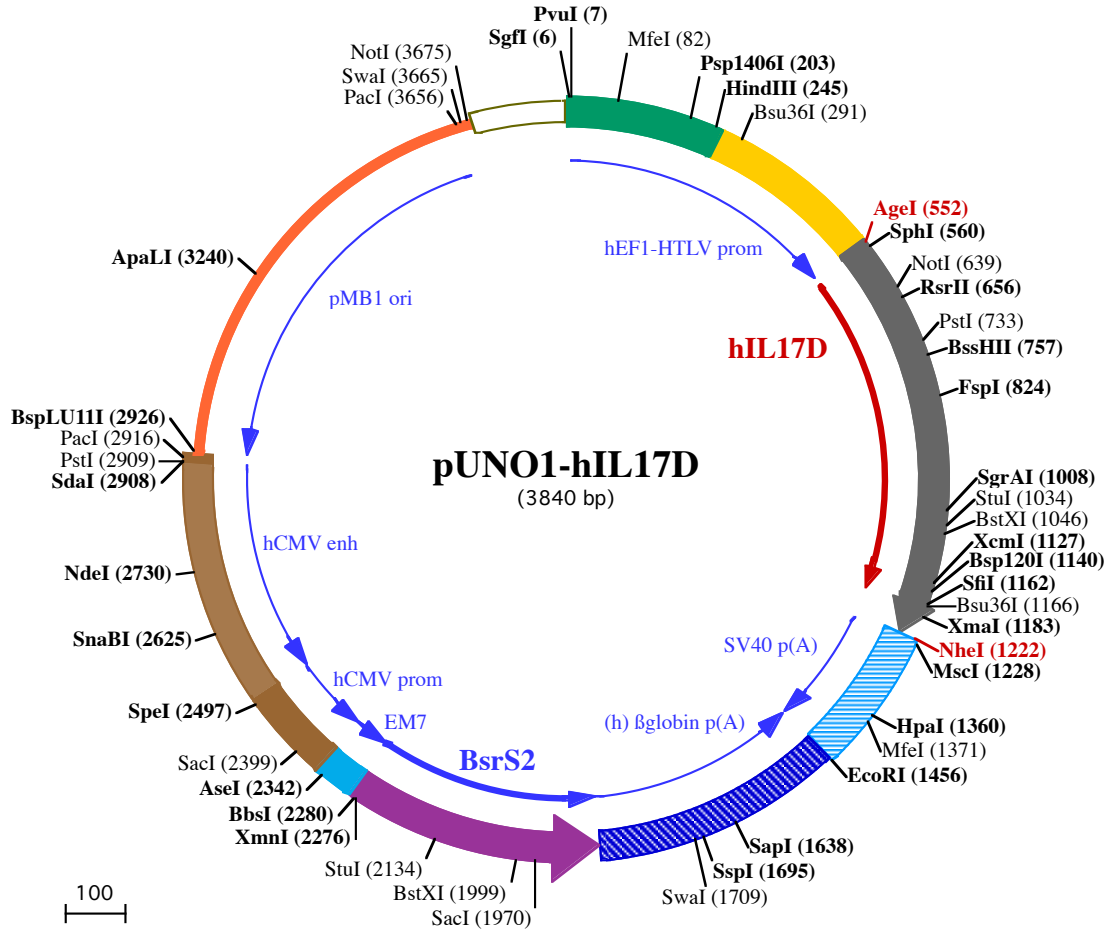 PvuI (7)
SgfI (6)
MfeI (82)
Psp1406I (203)
HindIII (245)
Bsu36I (291)
NotI (3675)
SwaI (3665)
PacI (3656)
AgeI (552)
SphI (560)
NotI (639)
RsrII (656)
PstI (733)
BssHII (757)
FspI (824)
ApaLI (3240)
hEF1-HTLV prom
pMB1 ori
hIL17D
BspLU11I (2926)
PacI (2916)
PstI (2909)
SdaI (2908)
pUNO1-hIL17D
(3840 bp)
SgrAI (1008)
StuI (1034)
BstXI (1046)
XcmI (1127)
Bsp120I (1140)
SfiI (1162)
Bsu36I (1166)
XmaI (1183)
NheI (1222)
MscI (1228)
hCMV enh
NdeI (2730)
SnaBI (2625)
SpeI (2497)
SV40 p(A)
hCMV prom
EM7
(h) ßglobin p(A)
BsrS2
HpaI (1360)
MfeI (1371)
EcoRI (1456)
SacI (2399)
AseI (2342)
BbsI (2280)
XmnI (2276)
StuI (2134)
BstXI (1999)
SacI (1970)
SapI (1638)
SspI (1695)
SwaI (1709)
100